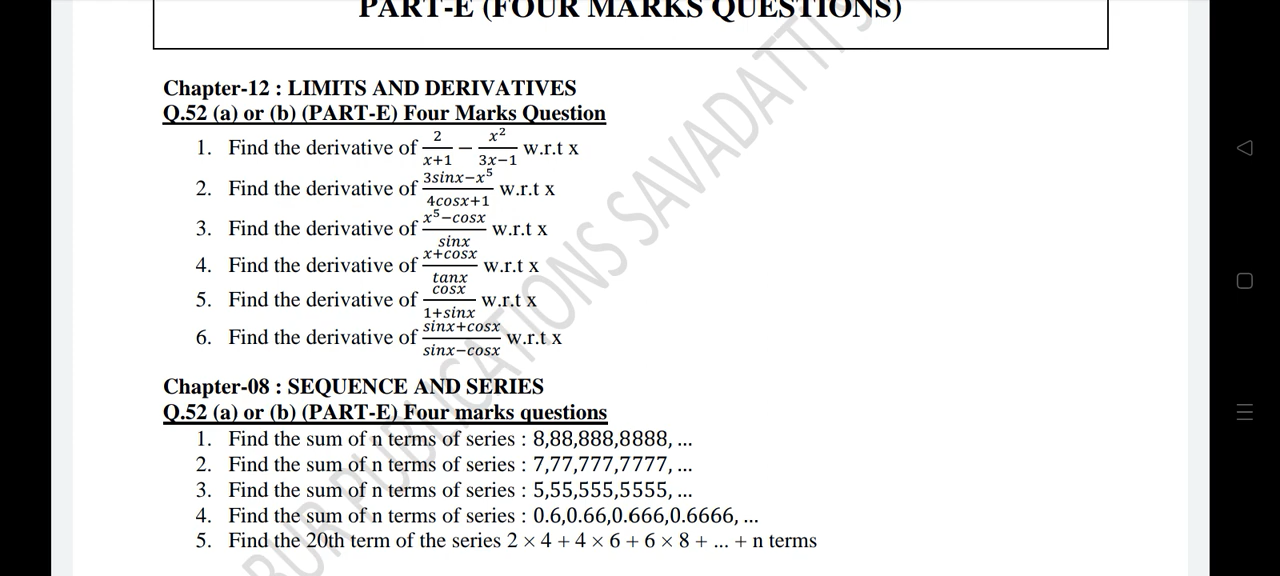 PART-E (FOUR MARKS QUESTIONS)
Chapter-12 : LIMITS AND DERIVATIVES
Q.52 (a) or (b) (PART-E) Four Marks Question
1. Find the derivative of 2/(x+1) − x²/(3x−1) w.r.t x
2. Find the derivative of (3sinx−x⁵)/(4cosx+1) w.r.t x
3. Find the derivative of (x⁵−cosx)/sinx w.r.t x
4. Find the derivative of (x+cosx)/tanx w.r.t x
5. Find the derivative of cosx/(1+sinx) w.r.t x
6. Find the derivative of (sinx+cosx)/(sinx−cosx) w.r.t x
Chapter-08 : SEQUENCE AND SERIES
Q.52 (a) or (b) (PART-E) Four marks questions
1. Find the sum of n terms of series : 8,88,888,8888, ...
2. Find the sum of n terms of series : 7,77,777,7777, ...
3. Find the sum of n terms of series : 5,55,555,5555, ...
4. Find the sum of n terms of series : 0.6,0.66,0.666,0.6666, ...
5. Find the 20th term of the series 2 × 4 + 4 × 6 + 6 × 8 + ... + n terms
PUBLICATIONS SAVADATTI